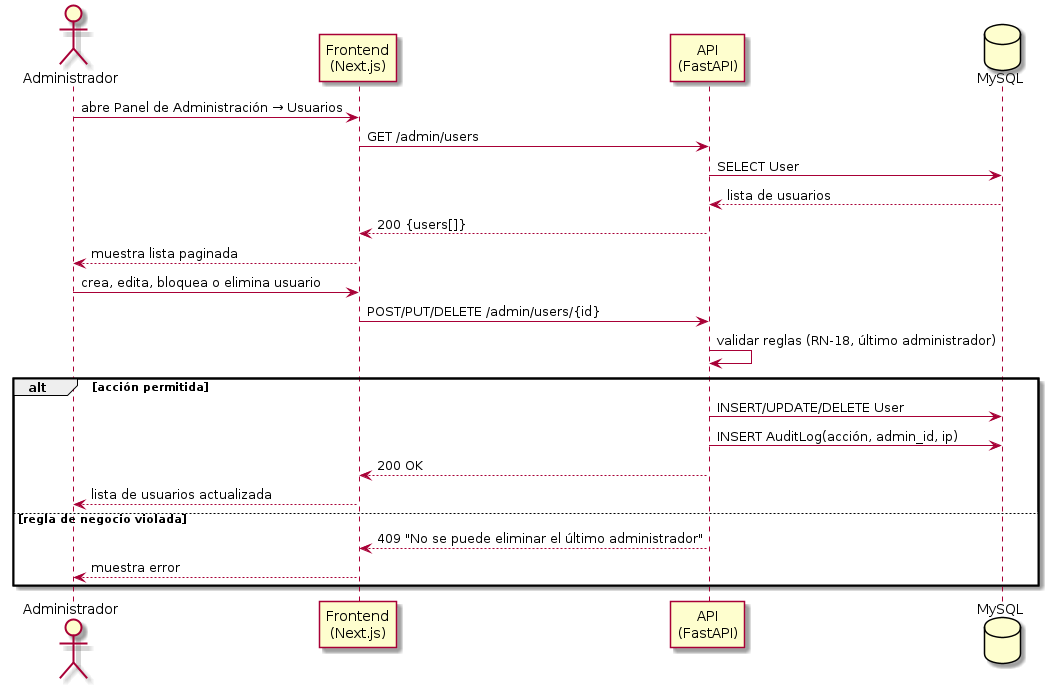 Administrador
Frontend
(Next.js)
API
(FastAPI)
MySQL
abre Panel de Administración → Usuarios
GET /admin/users
SELECT User
lista de usuarios
200 {users[]}
muestra lista paginada
crea, edita, bloquea o elimina usuario
POST/PUT/DELETE /admin/users/{id}
validar reglas (RN-18, último administrador)
alt [acción permitida]
INSERT/UPDATE/DELETE User
INSERT AuditLog(acción, admin_id, ip)
200 OK
lista de usuarios actualizada
[regla de negocio violada]
409 "No se puede eliminar el último administrador"
muestra error
Administrador
Frontend
(Next.js)
API
(FastAPI)
MySQL